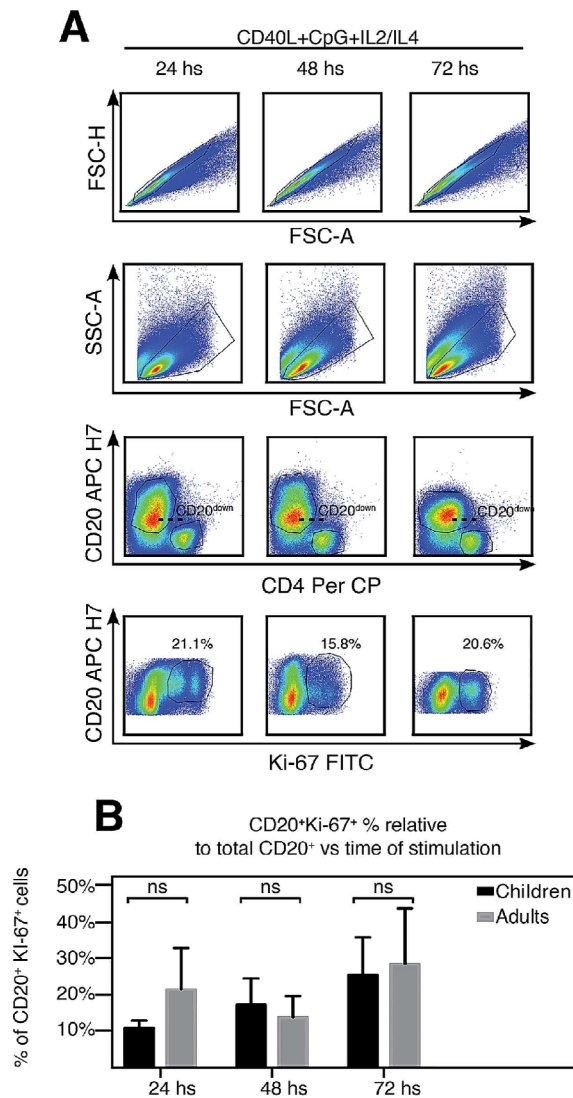 A
CD40L+CpG+IL2/IL4
24 hs 48 hs 72 hs
FSC-H
FSC-A
SSC-A
FSC-A
CD20 APC H7
CD20down CD20down CD20down
CD4 Per CP
CD20 APC H7
21.1% 15.8% 20.6%
Ki-67 FITC
B
CD20+Ki-67+ % relative
to total CD20+ vs time of stimulation
% of CD20+ KI-67+ cells
50%
40%
30%
20%
10%
ns ns ns
Children
Adults
24 hs 48 hs 72 hs